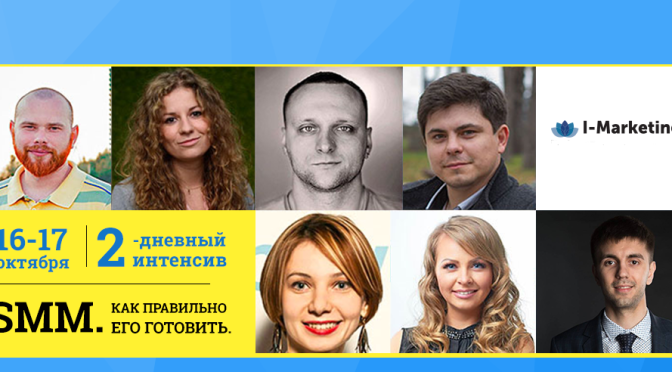 I-Marketing
16-17
октября
2 -дневный
интенсив
SMM.
КАК ПРАВИЛЬНО
ЕГО ГОТОВИТЬ.